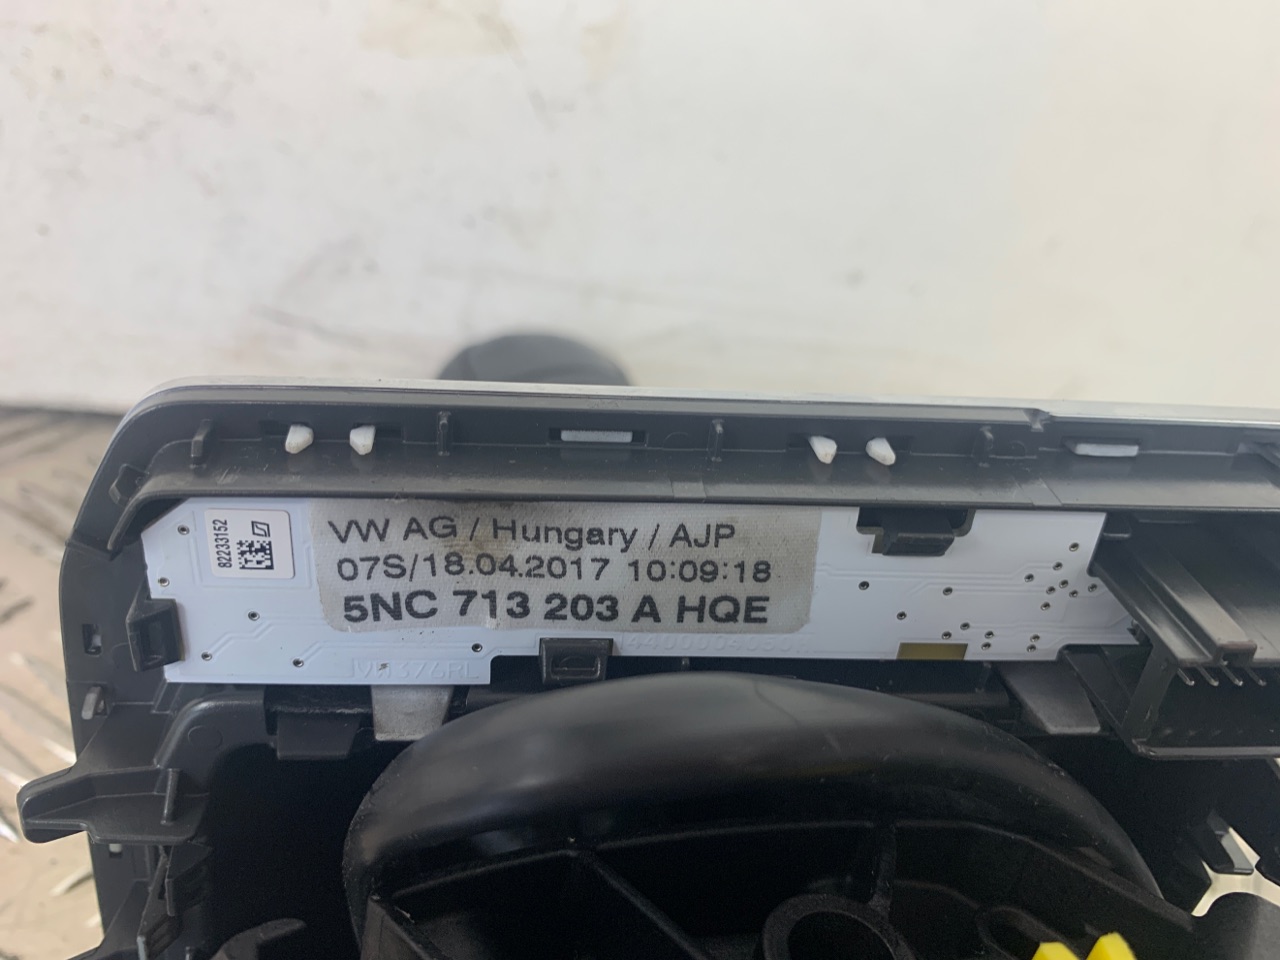 82233152
VW AG / Hungary / AJP
07S/18.04.2017 10:09:18
5NC 713 203 A HQE